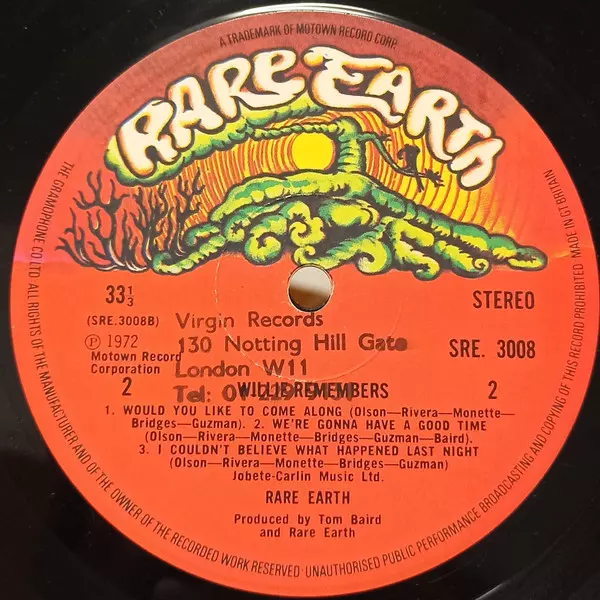 A TRADEMARK OF MOTOWN RECORD CORP.
RARE EARTH
THE GRAMOPHONE CO LTD. ALL RIGHTS OF THE MANUFACTURER AND OF THE OWNER OF THE RECORDED WORK RESERVED · UNAUTHORISED PUBLIC PERFORMANCE BROADCASTING AND COPYING OF THIS RECORD PROHIBITED MADE IN GT BRITAIN
33 1/3
STEREO
(SRE.3008B)
Virgin Records
℗ 1972
130 Notting Hill Gate
SRE. 3008
Motown Record
Corporation
London W11
Tel: 01
2
REMEMBERS
2
1. WOULD YOU LIKE TO COME ALONG (Olson—Rivera—Monette—
Bridges—Guzman). 2. WE'RE GONNA HAVE A GOOD TIME
(Olson—Rivera—Monette—Bridges—Guzman—Baird).
3. I COULDN'T BELIEVE WHAT HAPPENED LAST NIGHT
(Olson—Rivera—Monette—Bridges—Guzman)
Jobete-Carlin Music Ltd.
RARE EARTH
Produced by Tom Baird
and Rare Earth